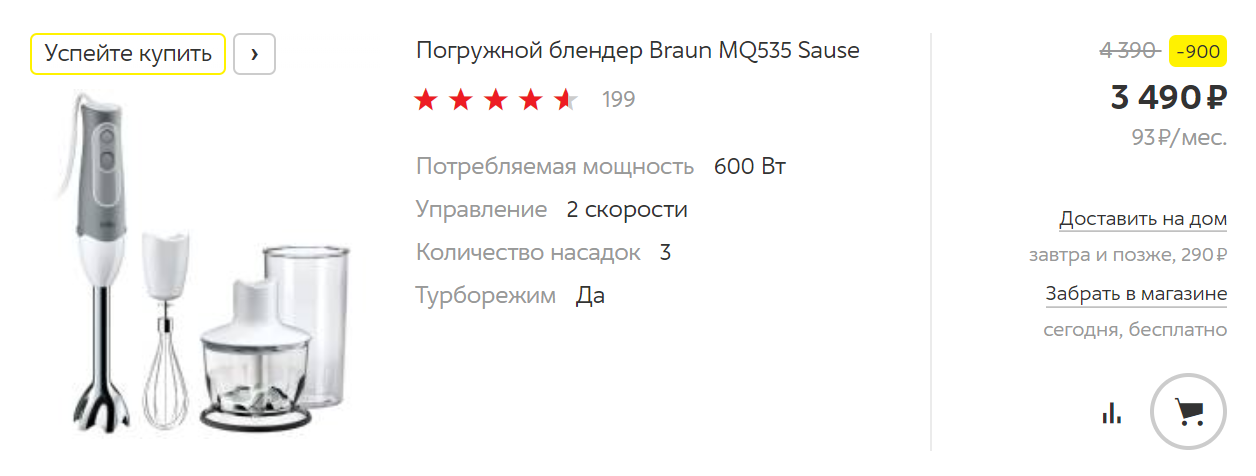 Успейте купить ›
Погружной блендер Braun MQ535 Sause
199
Потребляемая мощность 600 Вт
Управление 2 скорости
Количество насадок 3
Турборежим Да
4 390 -900
3 490 ₽
93 ₽/мес.
Доставить на дом
завтра и позже, 290 ₽
Забрать в магазине
сегодня, бесплатно